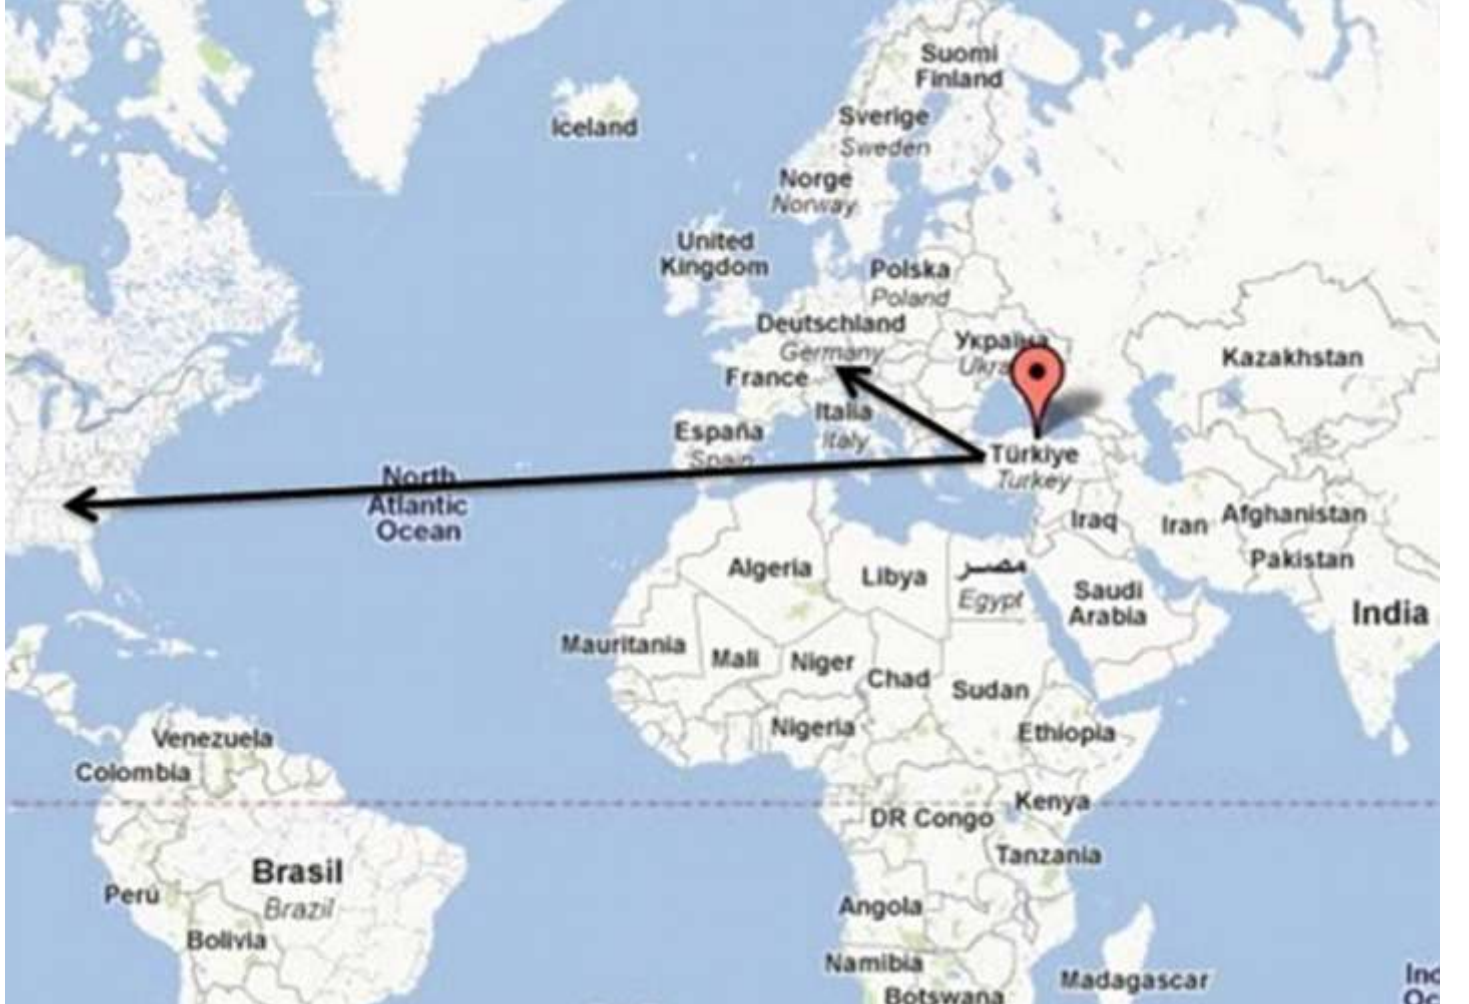 Suomi
Finland
Iceland
Sverige
Sweden
Norge
Norway
United
Kingdom
Polska
Poland
Deutschland
Germany
Україна
France
Kazakhstan
Italia
Italy
España
Spain
Türkiye
Turkey
North
Atlantic
Ocean
Iraq
Iran
Afghanistan
Pakistan
Algeria
Libya
مصر
Egypt
Saudi
Arabia
India
Mauritania
Mali
Niger
Chad
Sudan
Nigeria
Ethiopia
Venezuela
Colombia
Kenya
DR Congo
Tanzania
Brasil
Brazil
Perú
Angola
Bolivia
Namibia
Madagascar
Botswana